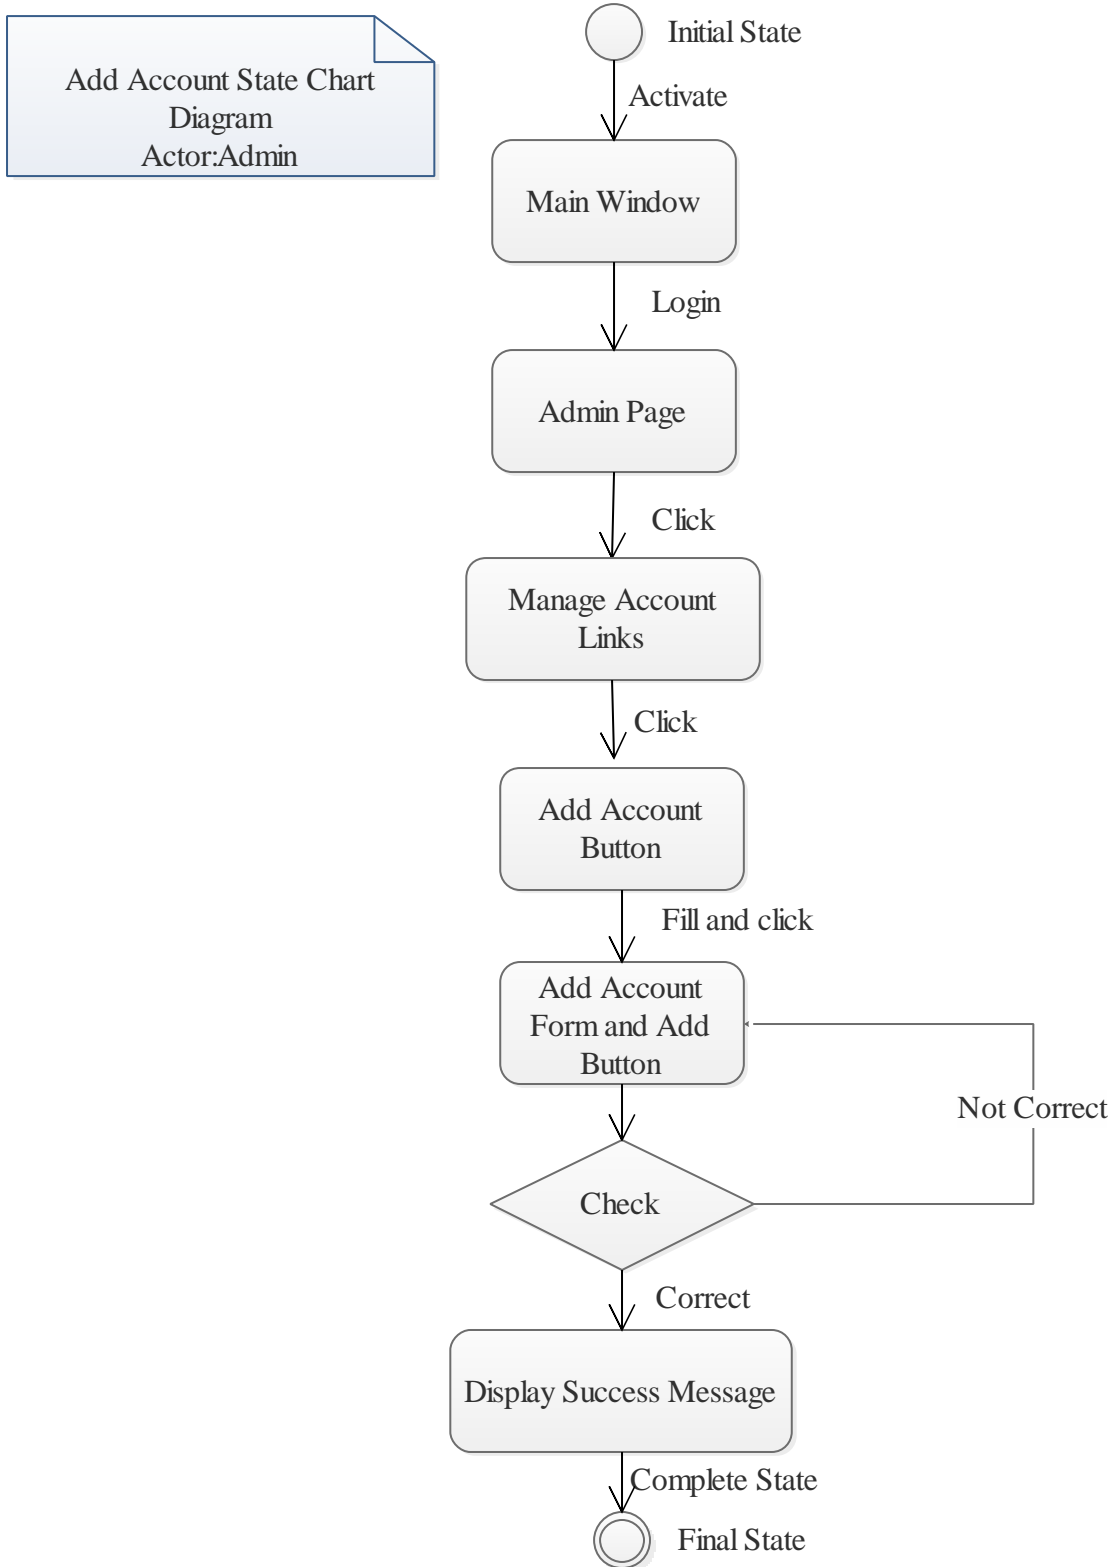 Add Account State Chart
Diagram
Actor:Admin
Initial State
Activate
Main Window
Login
Admin Page
Click
Manage Account
Links
Click
Add Account
Button
Fill and click
Add Account
Form and Add
Button
Not Correct
Check
Correct
Display Success Message
Complete State
Final State